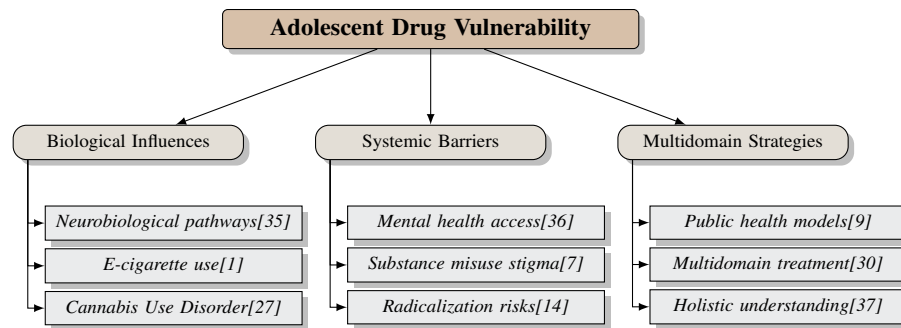 Adolescent Drug Vulnerability
Biological Influences
Neurobiological pathways[35]
E-cigarette use[1]
Cannabis Use Disorder[27]
Systemic Barriers
Mental health access[36]
Substance misuse stigma[7]
Radicalization risks[14]
Multidomain Strategies
Public health models[9]
Multidomain treatment[30]
Holistic understanding[37]